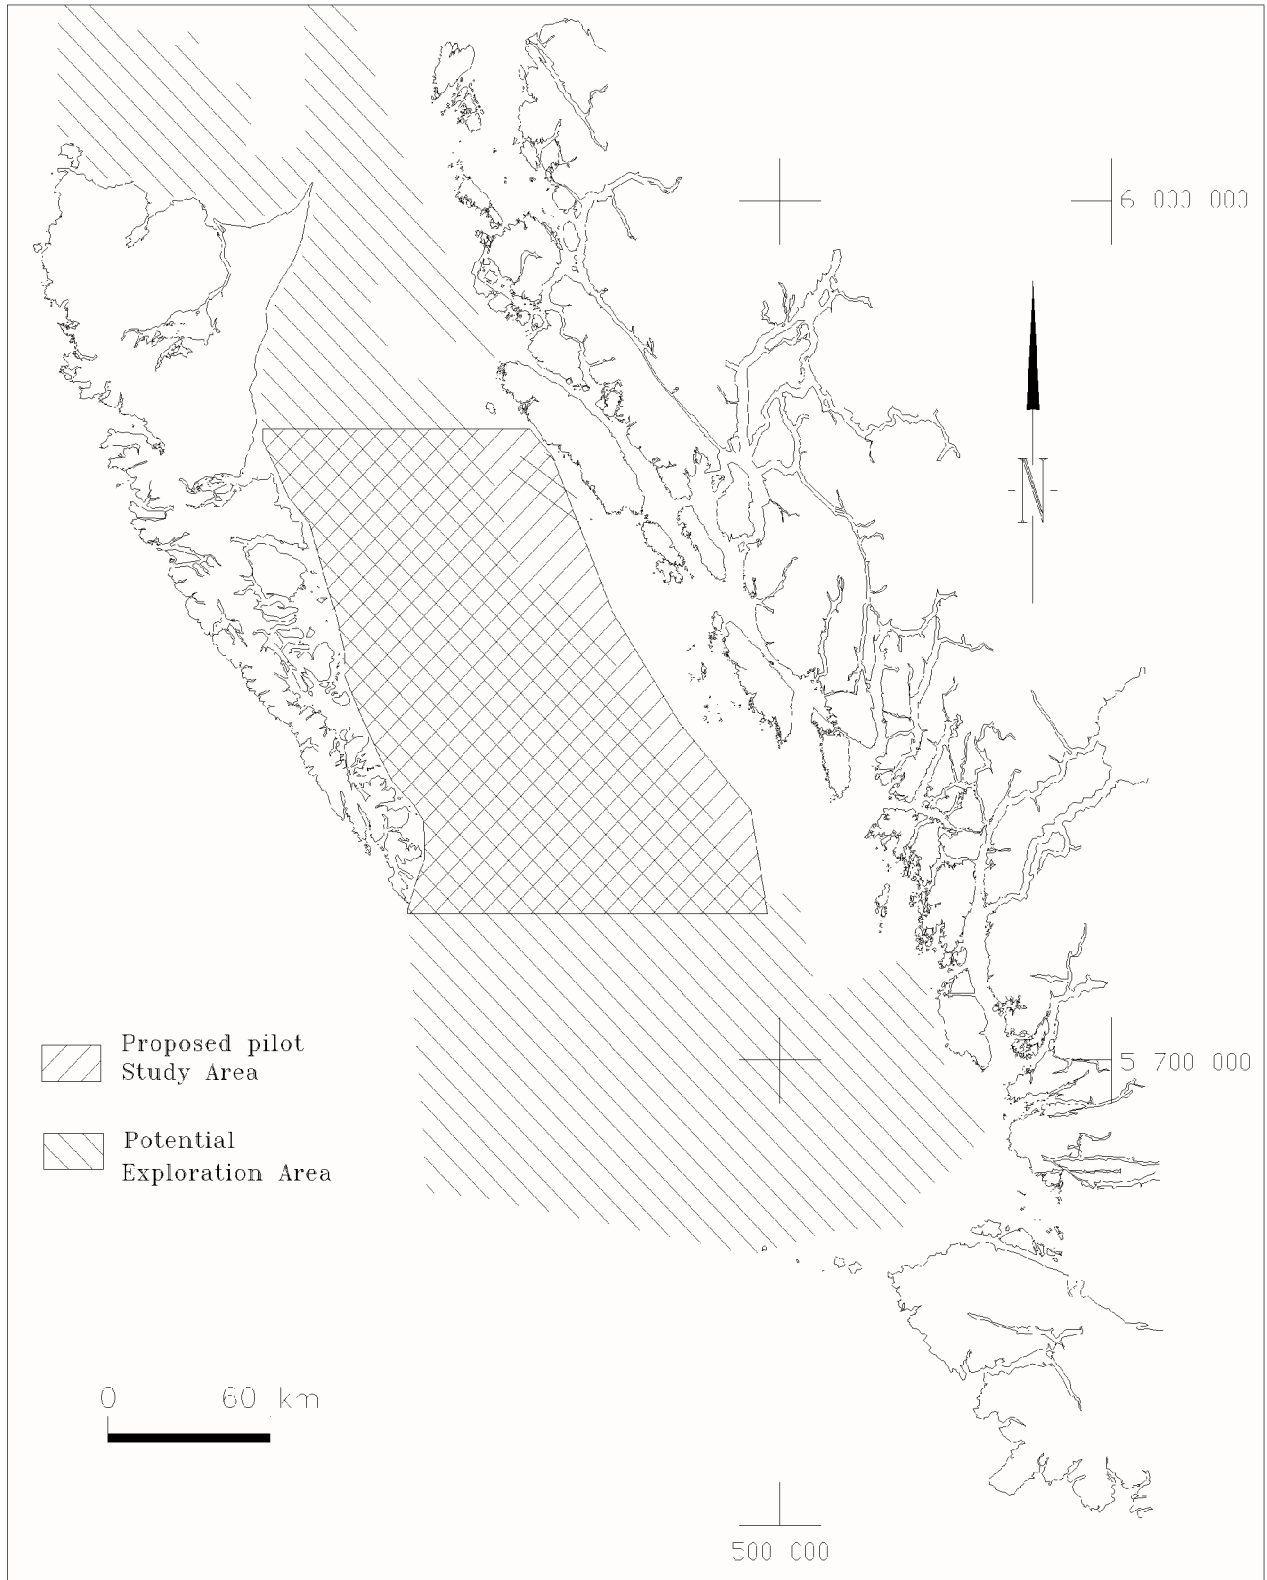 6 000 000
N
Proposed pilot
Study Area
5 700 000
Potential
Exploration Area
0 60 km
500 000